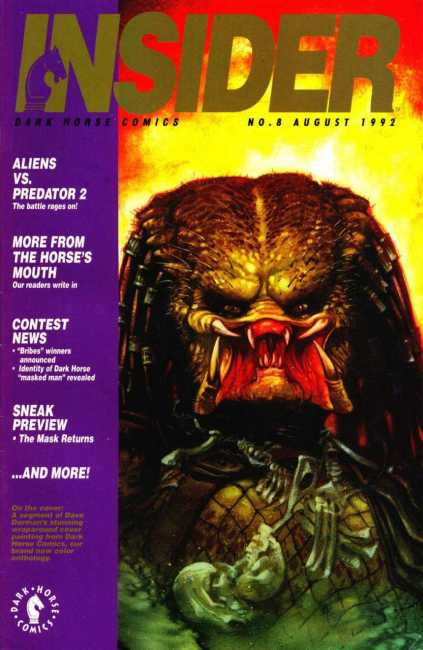 INSIDER
DARK HORSE COMICS NO.8 AUGUST 1992
ALIENS
VS.
PREDATOR 2
The battle rages on!
MORE FROM
THE HORSE'S
MOUTH
Our readers write in
CONTEST
NEWS
• "Bribes" winners
announced
• Identity of Dark Horse
"masked man" revealed
SNEAK
PREVIEW
• The Mask Returns
...AND MORE!
On the cover:
A segment of Dave
Dorman's stunning
wraparound cover
painting from Dark
Horse Comics, our
brand new color
anthology.
DARK • HORSE
COMICS